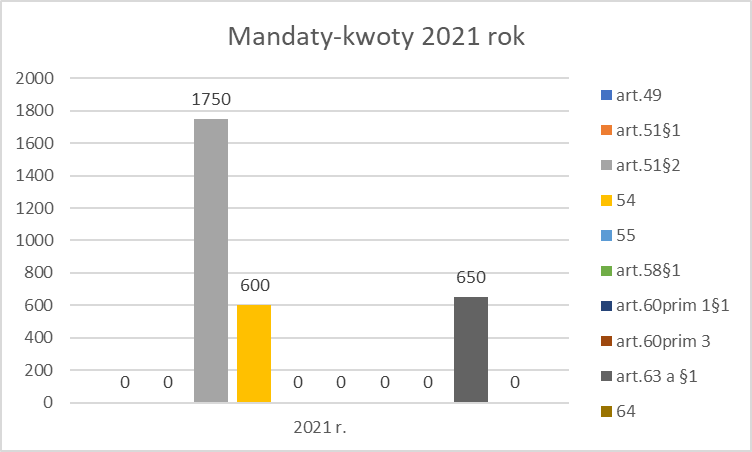 Mandaty-kwoty 2021 rok
2000
1800
1600
1400
1200
1000
800
600
400
200
0
0 0 1750 600 0 0 0 0 650 0
2021 r.
art.49
art.51§1
art.51§2
54
55
art.58§1
art.60prim 1§1
art.60prim 3
art.63 a §1
64